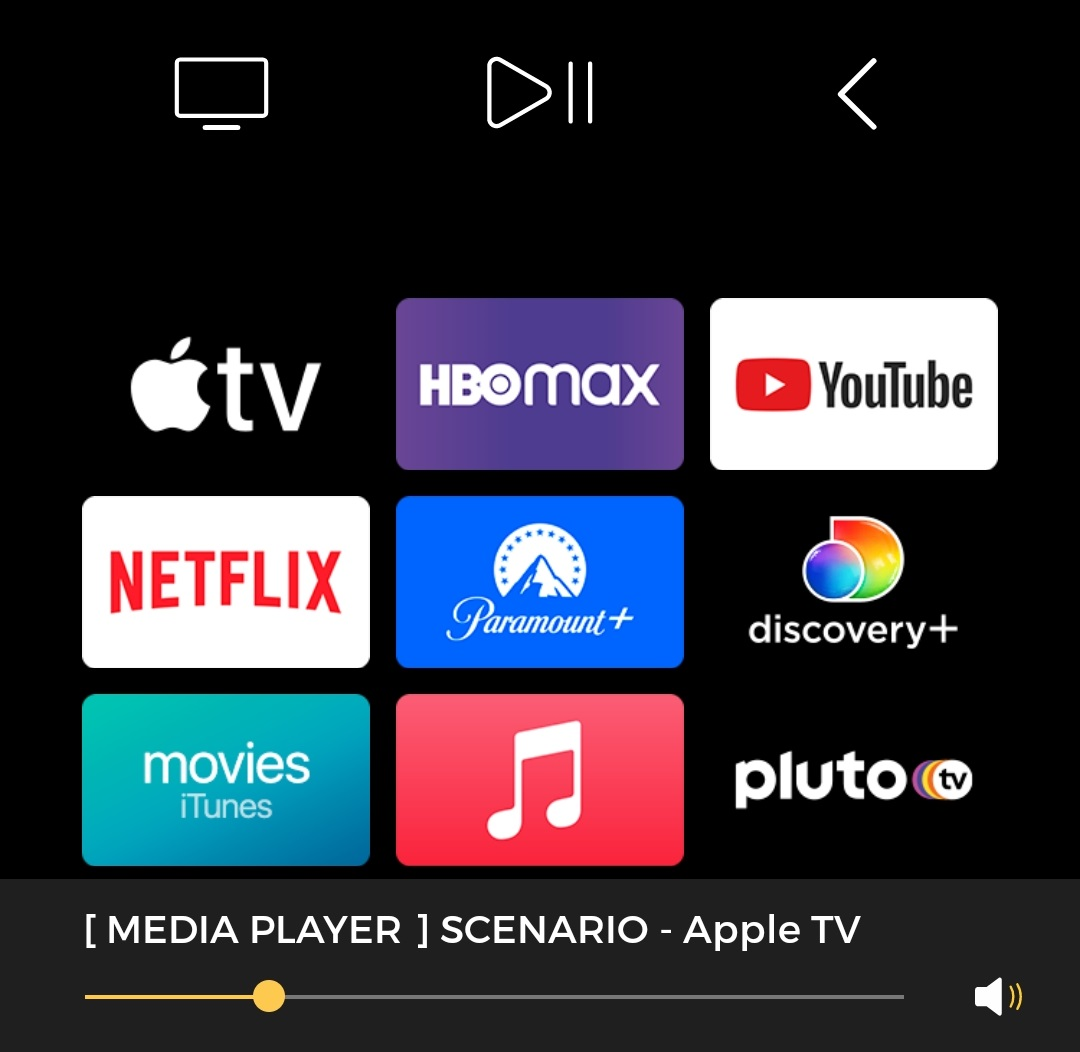 tv
HBOmax
YouTube
NETFLIX
Paramount+
discovery+
movies
iTunes
pluto tv
[ MEDIA PLAYER ] SCENARIO - Apple TV